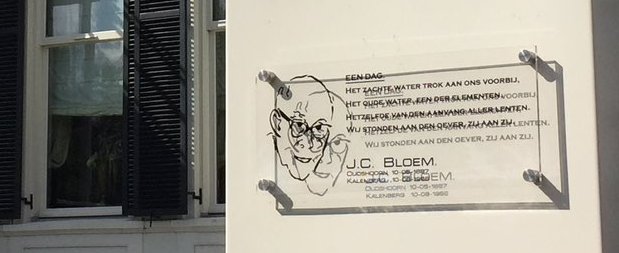 EEN DAG.
HET ZACHTE WATER TROK AAN ONS VOORBIJ,
HET OUDE WATER, EEN DER ELEMENTEN,
HETZELFDE VAN DEN AANVANG ALLER LENTEN.
WIJ STONDEN AAN DEN OEVER, ZIJ AAN ZIJ.
J.C. BLOEM.
OUDSHOORN 10-05-1887
KALENBERG 10-08-1966